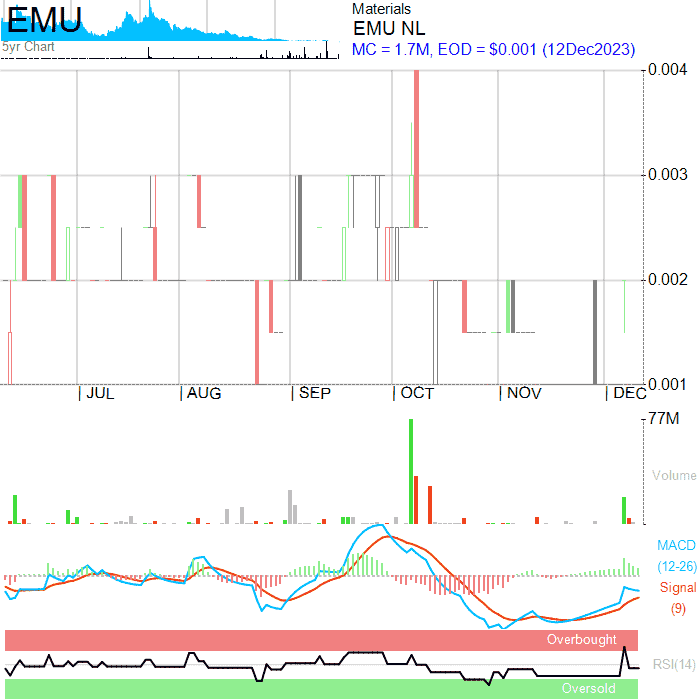 EMU
5yr Chart
Materials
EMU NL
MC = 1.7M, EOD = $0.001 (12Dec2023)
0.004
0.003
0.002
0.001
JUL
AUG
SEP
OCT
NOV
DEC
77M
Volume
MACD
(12-26)
Signal
(9)
Overbought
RSI(14)
Oversold